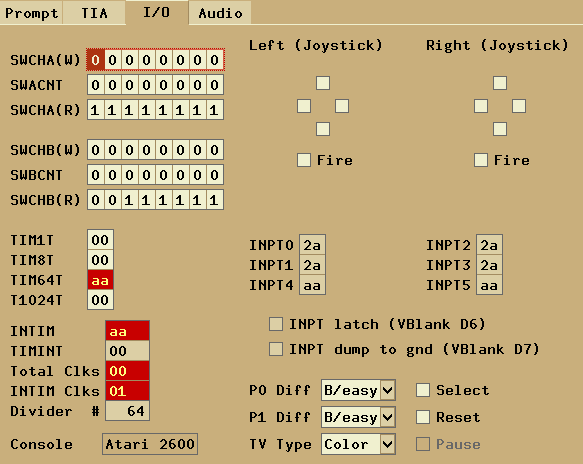 Prompt TIA I/O Audio
Left (Joystick) Right (Joystick)
SWCHA(W) 0 0 0 0 0 0 0 0
SWACNT 0 0 0 0 0 0 0 0
SWCHA(R) 1 1 1 1 1 1 1 1
SWCHB(W) 0 0 0 0 0 0 0 0
Fire Fire
SWBCNT 0 0 0 0 0 0 0 0
SWCHB(R) 0 0 1 1 1 1 1 1
TIM1T 00
TIM8T 00
TIM64T aa
T1024T 00
INPT0 2a INPT2 2a
INPT1 2a INPT3 2a
INPT4 aa INPT5 aa
INTIM aa
TIMINT 00
Total Clks 00
INTIM Clks 01
Divider # 64
INPT latch (VBlank D6)
INPT dump to gnd (VBlank D7)
P0 Diff B/easy Select
P1 Diff B/easy Reset
TV Type Color Pause
Console Atari 2600